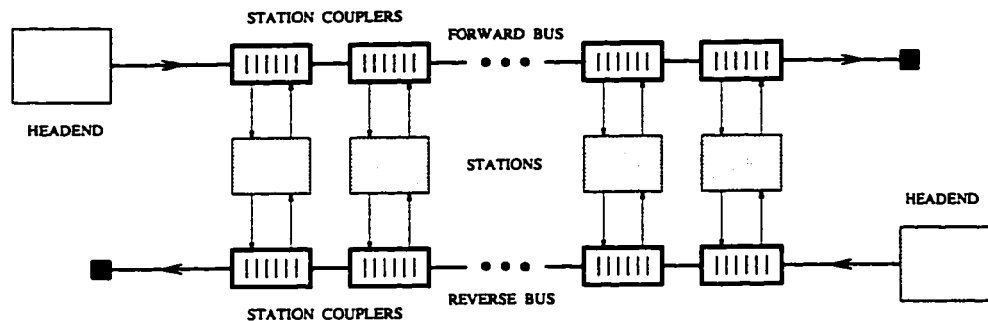 STATION COUPLERS
FORWARD BUS
HEADEND
STATIONS
HEADEND
REVERSE BUS
STATION COUPLERS